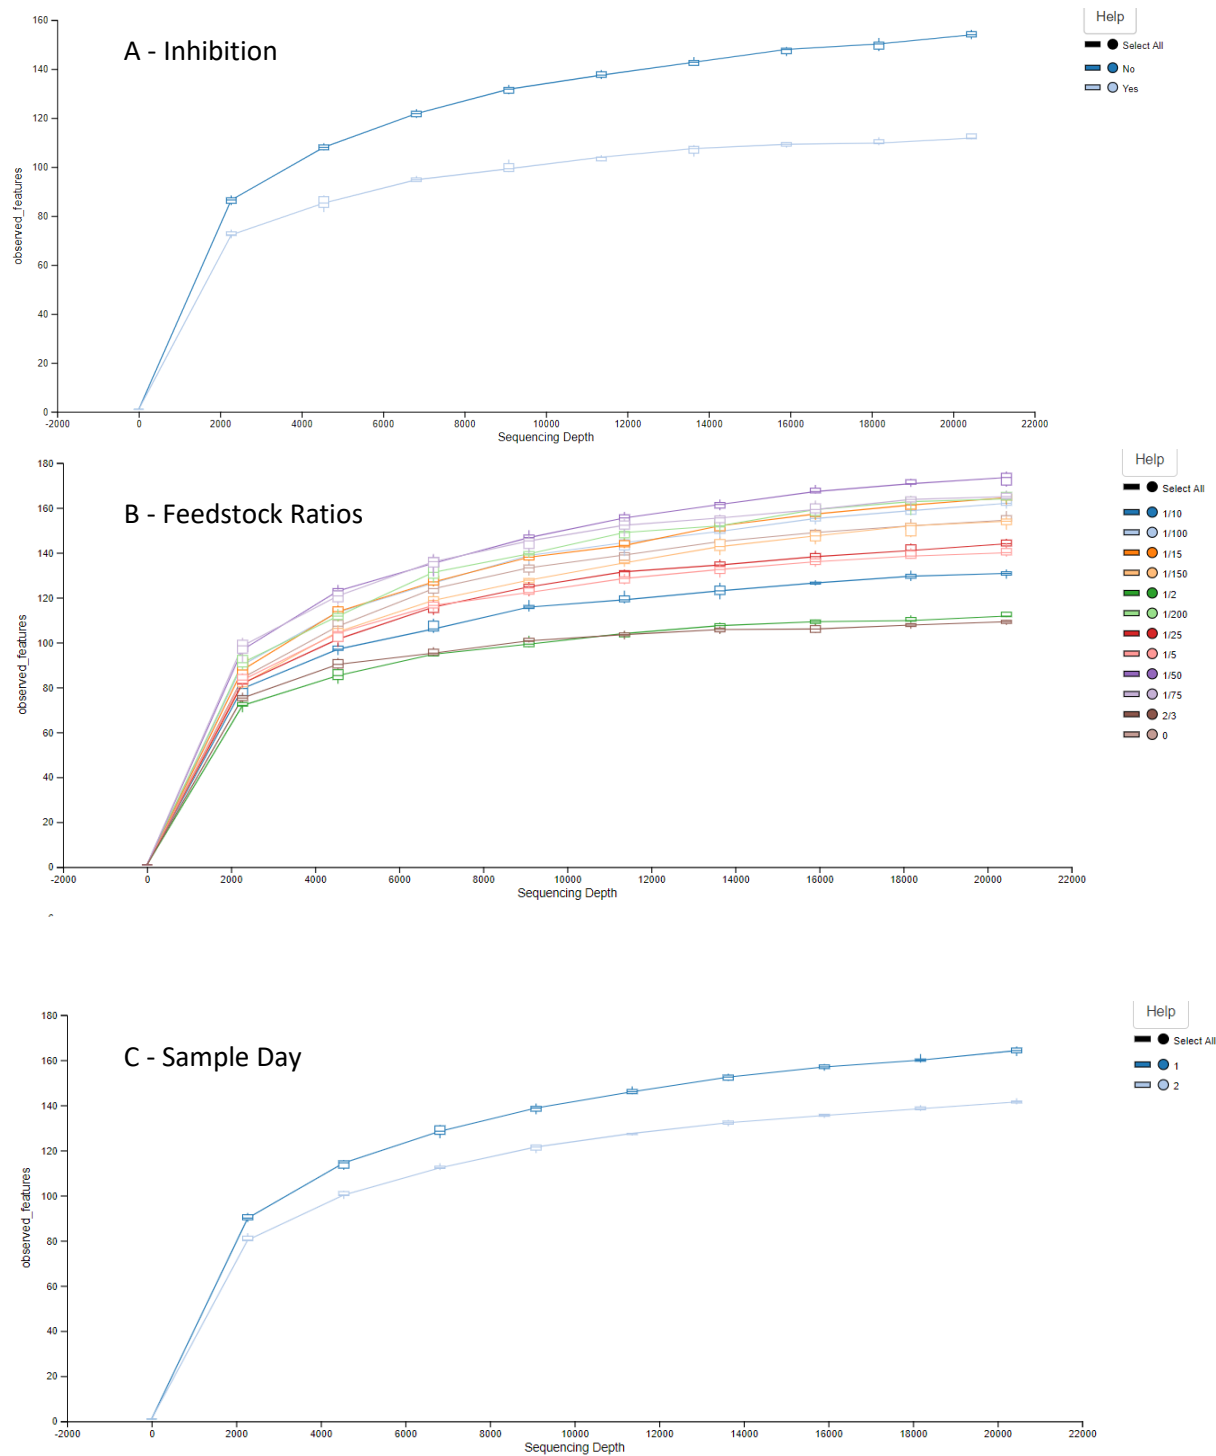 A - Inhibition
160
140
120
100
80
60
40
20
0
observed_features
-2000 0 2000 4000 6000 8000 10000 12000 14000 16000 18000 20000 22000
Sequencing Depth
Help
Select All
No
Yes
B - Feedstock Ratios
180
160
140
120
100
80
60
40
20
0
observed_features
-2000 0 2000 4000 6000 8000 10000 12000 14000 16000 18000 20000 22000
Sequencing Depth
Help
Select All
1/10
1/100
1/15
1/150
1/2
1/200
1/25
1/5
1/50
1/75
2/3
0
C - Sample Day
180
160
140
120
100
80
60
40
20
0
observed_features
-2000 0 2000 4000 6000 8000 10000 12000 14000 16000 18000 20000 22000
Sequencing Depth
Help
Select All
1
2